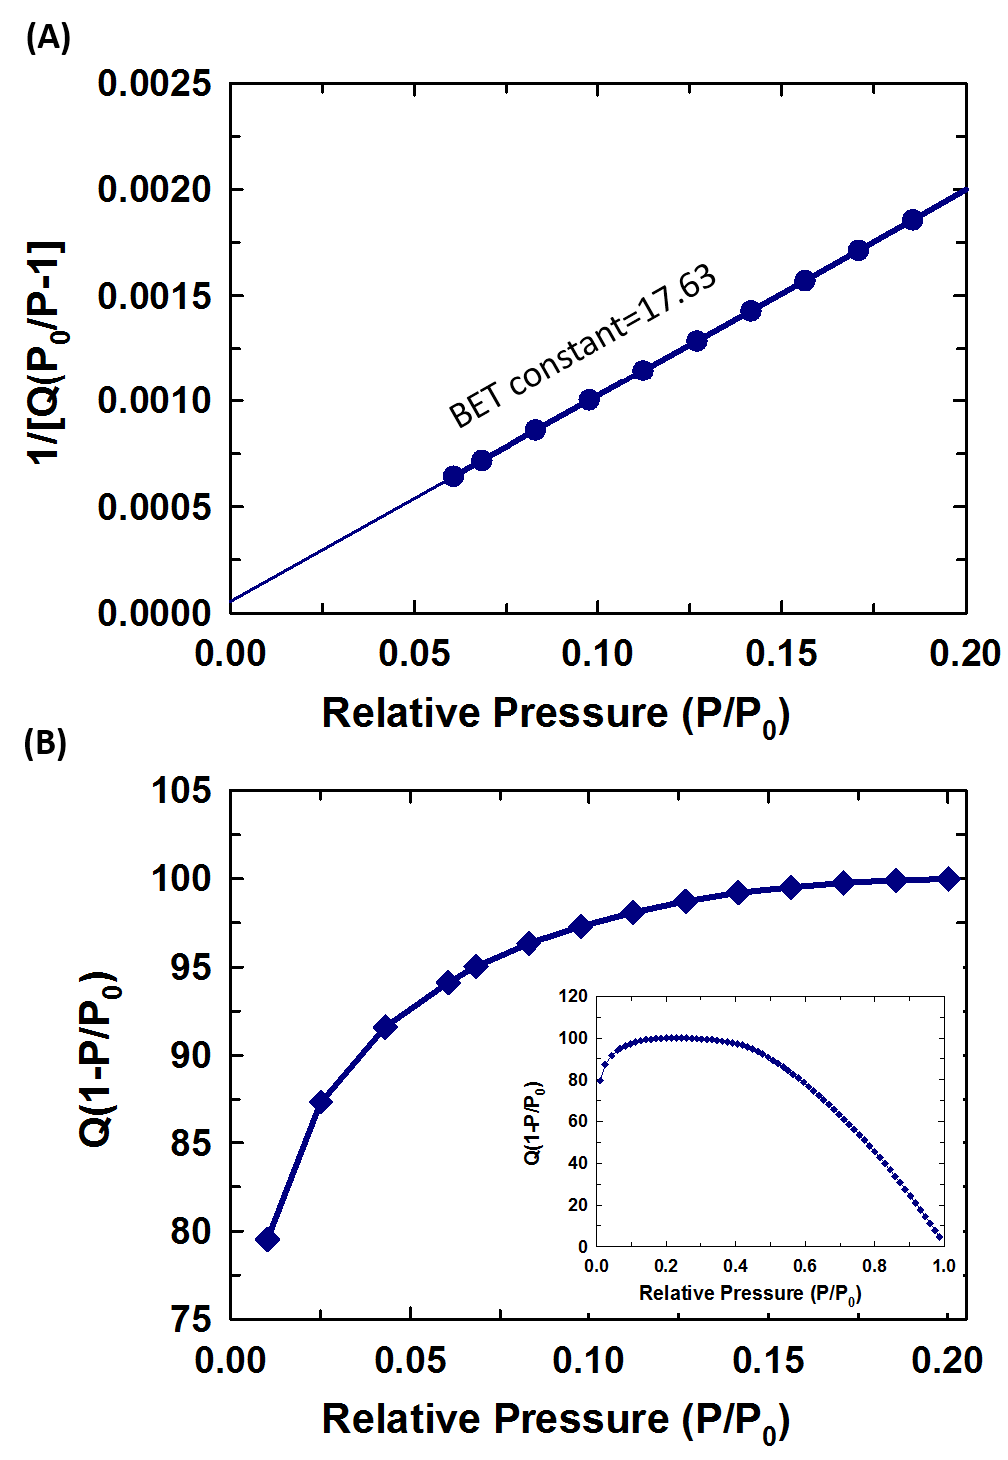 (A)
0.0025
0.0020
0.0015
0.0010
0.0005
0.0000
1/[Q(P₀/P-1]
BET constant=17.63
0.00 0.05 0.10 0.15 0.20
Relative Pressure (P/P₀)
(B)
105
100
95
90
85
80
75
Q(1-P/P₀)
120
100
80
60
40
20
0
Q(1-P/P₀)
0.0 0.2 0.4 0.6 0.8 1.0
Relative Pressure (P/P₀)
0.00 0.05 0.10 0.15 0.20
Relative Pressure (P/P₀)